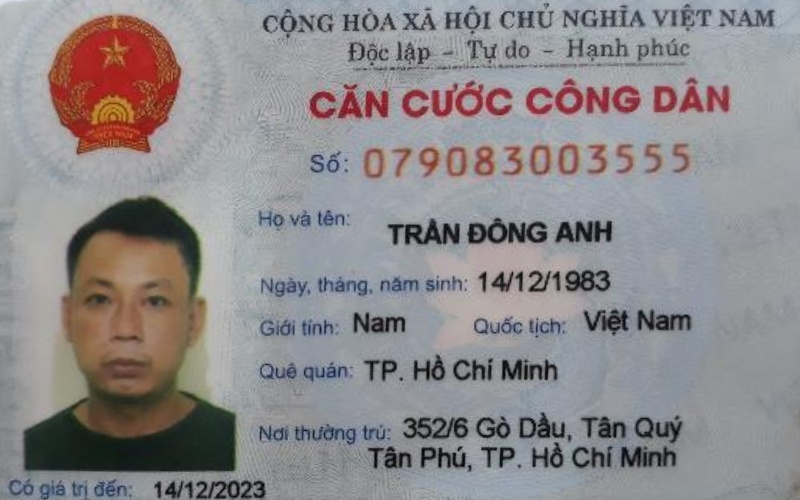 CỘNG HÒA XÃ HỘI CHỦ NGHĨA VIỆT NAM
Độc lập - Tự do - Hạnh phúc
CĂN CƯỚC CÔNG DÂN
Số: 079083003555
Họ và tên: TRẦN ĐÔNG ANH
Ngày, tháng, năm sinh: 14/12/1983
Giới tính: Nam Quốc tịch: Việt Nam
Quê quán: TP. Hồ Chí Minh
Nơi thường trú: 352/6 Gò Dầu, Tân Quý
Tân Phú, TP. Hồ Chí Minh
Có giá trị đến: 14/12/2023